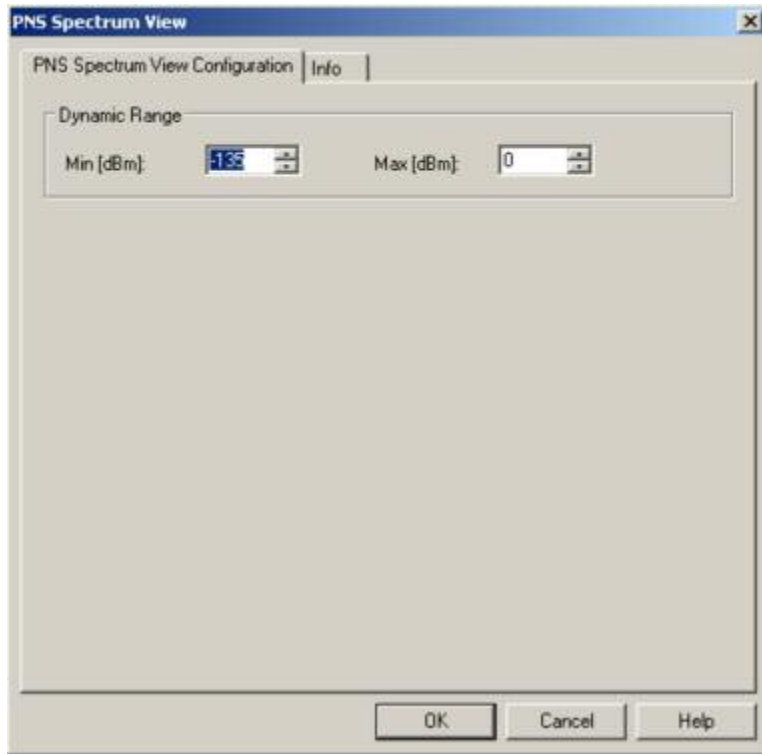 PNS Spectrum View
PNS Spectrum View Configuration Info
Dynamic Range
Min [dBm]: -135 Max [dBm]: 0
OK Cancel Help